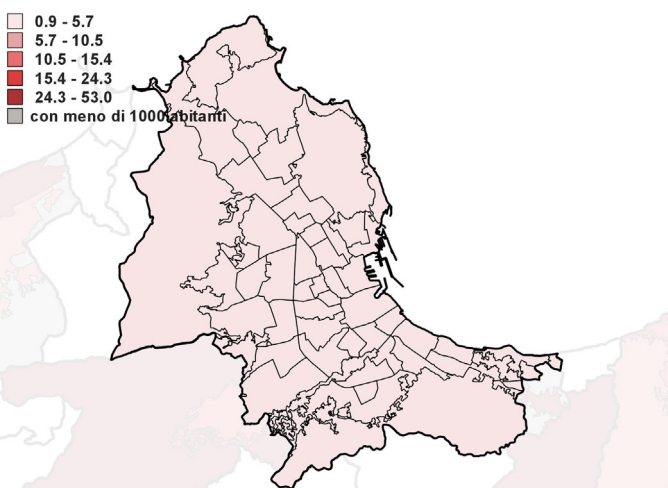 0.9 - 5.7
5.7 - 10.5
10.5 - 15.4
15.4 - 24.3
24.3 - 53.0
con meno di 1000 abitanti